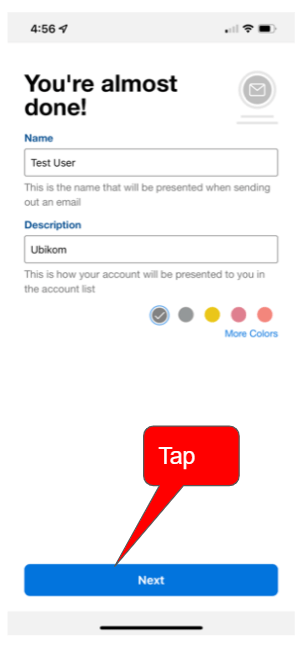 4:56
You're almost
done!
Name
Test User
This is the name that will be presented when sending
out an email
Description
Ubikom
This is how your account will be presented to you in
the account list
More Colors
Tap
Next